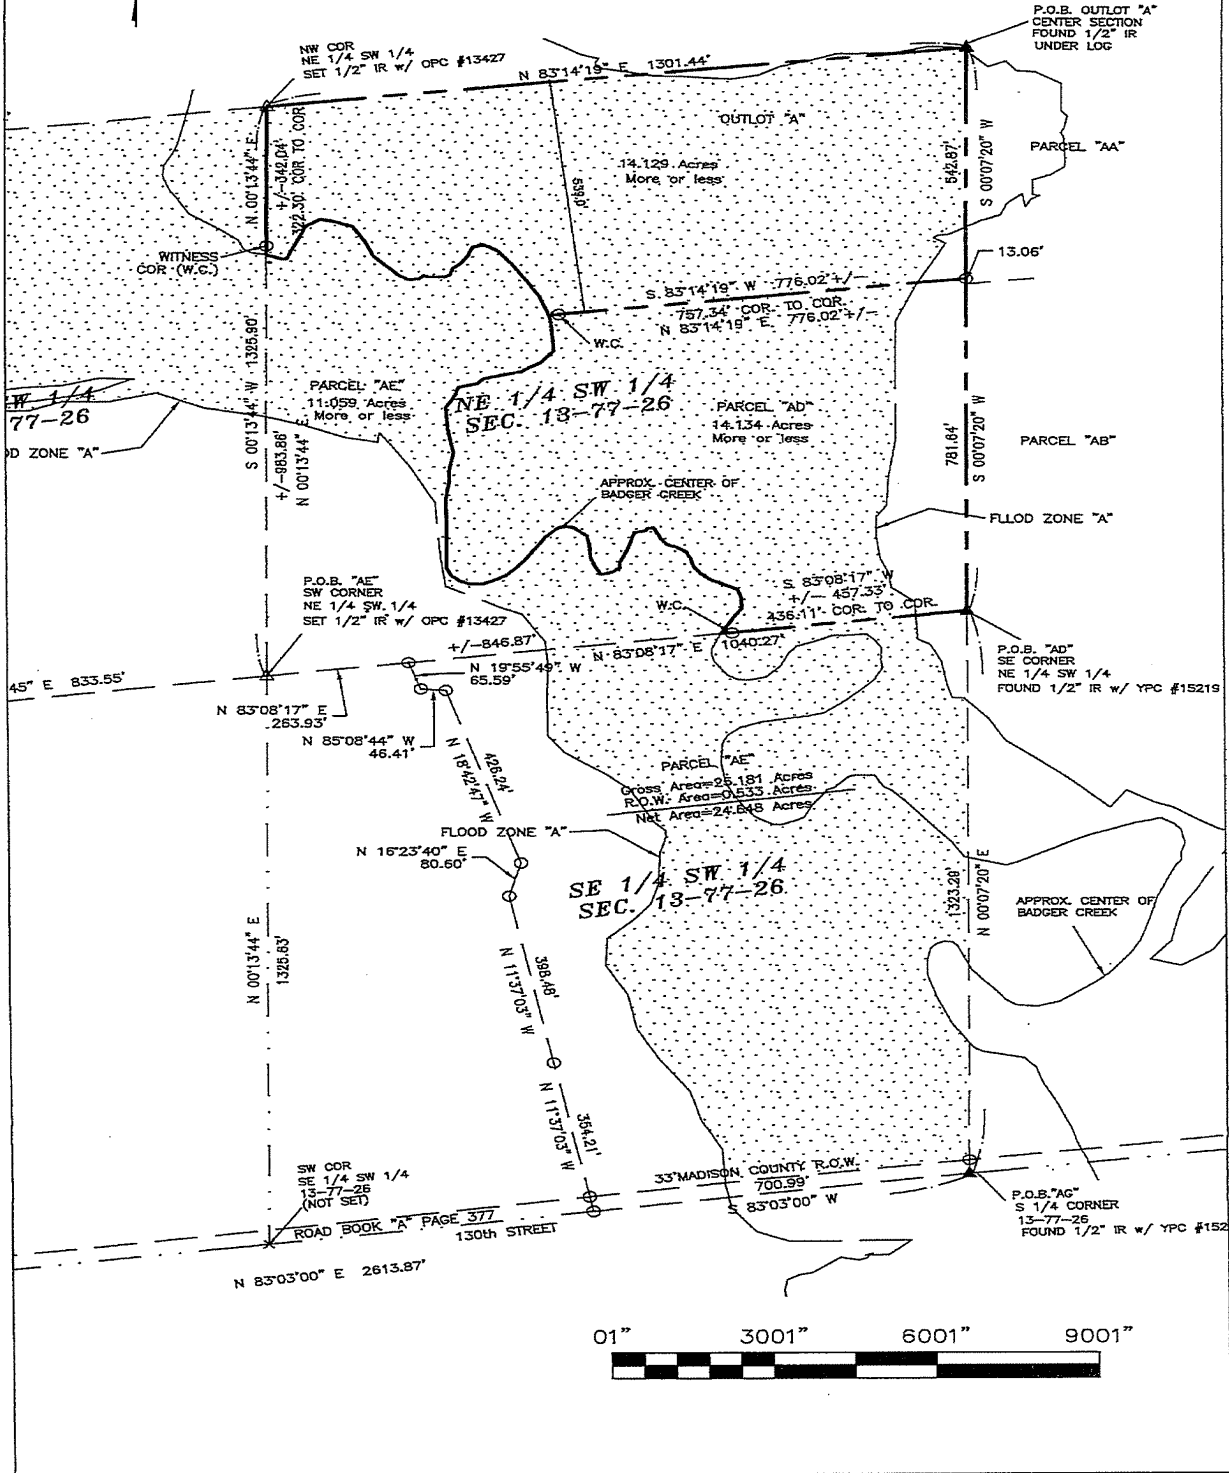 P.O.B. OUTLOT "A"
CENTER SECTION
FOUND 1/2" IR
UNDER LOG
NW COR
NE 1/4 SW 1/4
SET 1/2" IR w/ OPC #13427
N 83°14'19" E 1301.44'
OUTLOT "A"
14.129 Acres
More or less
539.0'
542.87'
S 00°07'20" W
PARCEL "AA"
N 00°13'44" E
+/-342.04'
322.30' COR TO COR
WITNESS
COR (W.C.)
13.06'
S 83°14'19" W 776.02'+/-
757.34' COR. TO COR.
N 83°14'19" E 776.02'+/-
W.C.
S 00°13'44" W 1325.90'
+/-983.86'
N 00°13'44" E
PARCEL "AE"
11.059 Acres
More or less
NE 1/4 SW 1/4
SEC. 13-77-26
W 1/4
77-26
D ZONE "A"
PARCEL "AD"
14.134 Acres
More or less
781.84'
S 00°07'20" W
PARCEL "AB"
APPROX. CENTER OF
BADGER CREEK
FLLOD ZONE "A"
P.O.B. "AE"
SW CORNER
NE 1/4 SW 1/4
SET 1/2" IR w/ OPC #13427
S 83°08'17" W
+/- 457.33'
436.11' COR. TO COR.
W.C.
+/-846.87'
N 83°08'17" E 1040.27'
N 19°55'49" W
65.59'
P.O.B. "AD"
SE CORNER
NE 1/4 SW 1/4
FOUND 1/2" IR w/ YPC #15219
45" E 833.55'
N 83°08'17" E
263.93'
N 85°08'44" W
46.41'
426.24'
N 18°42'47" W
PARCEL "AE"
Gross Area=25.181 Acres
R.O.W. Area=0.533 Acres
Net Area=24.648 Acres
FLOOD ZONE "A"
N 16°23'40" E
80.60'
SE 1/4 SW 1/4
SEC. 13-77-26
1323.29'
N 00°07'20" E
APPROX. CENTER OF
BADGER CREEK
N 00°13'44" E
1325.83'
398.48'
N 11°37'03" W
354.21'
N 11°37'03" W
33' MADISON COUNTY R.O.W.
700.99'
S 83°03'00" W
SW COR
SE 1/4 SW 1/4
13-77-26
(NOT SET)
ROAD BOOK "A" PAGE 377
130th STREET
P.O.B. "AG"
S 1/4 CORNER
13-77-26
FOUND 1/2" IR w/ YPC #152
N 83°03'00" E 2613.87'
01" 3001" 6001" 9001"